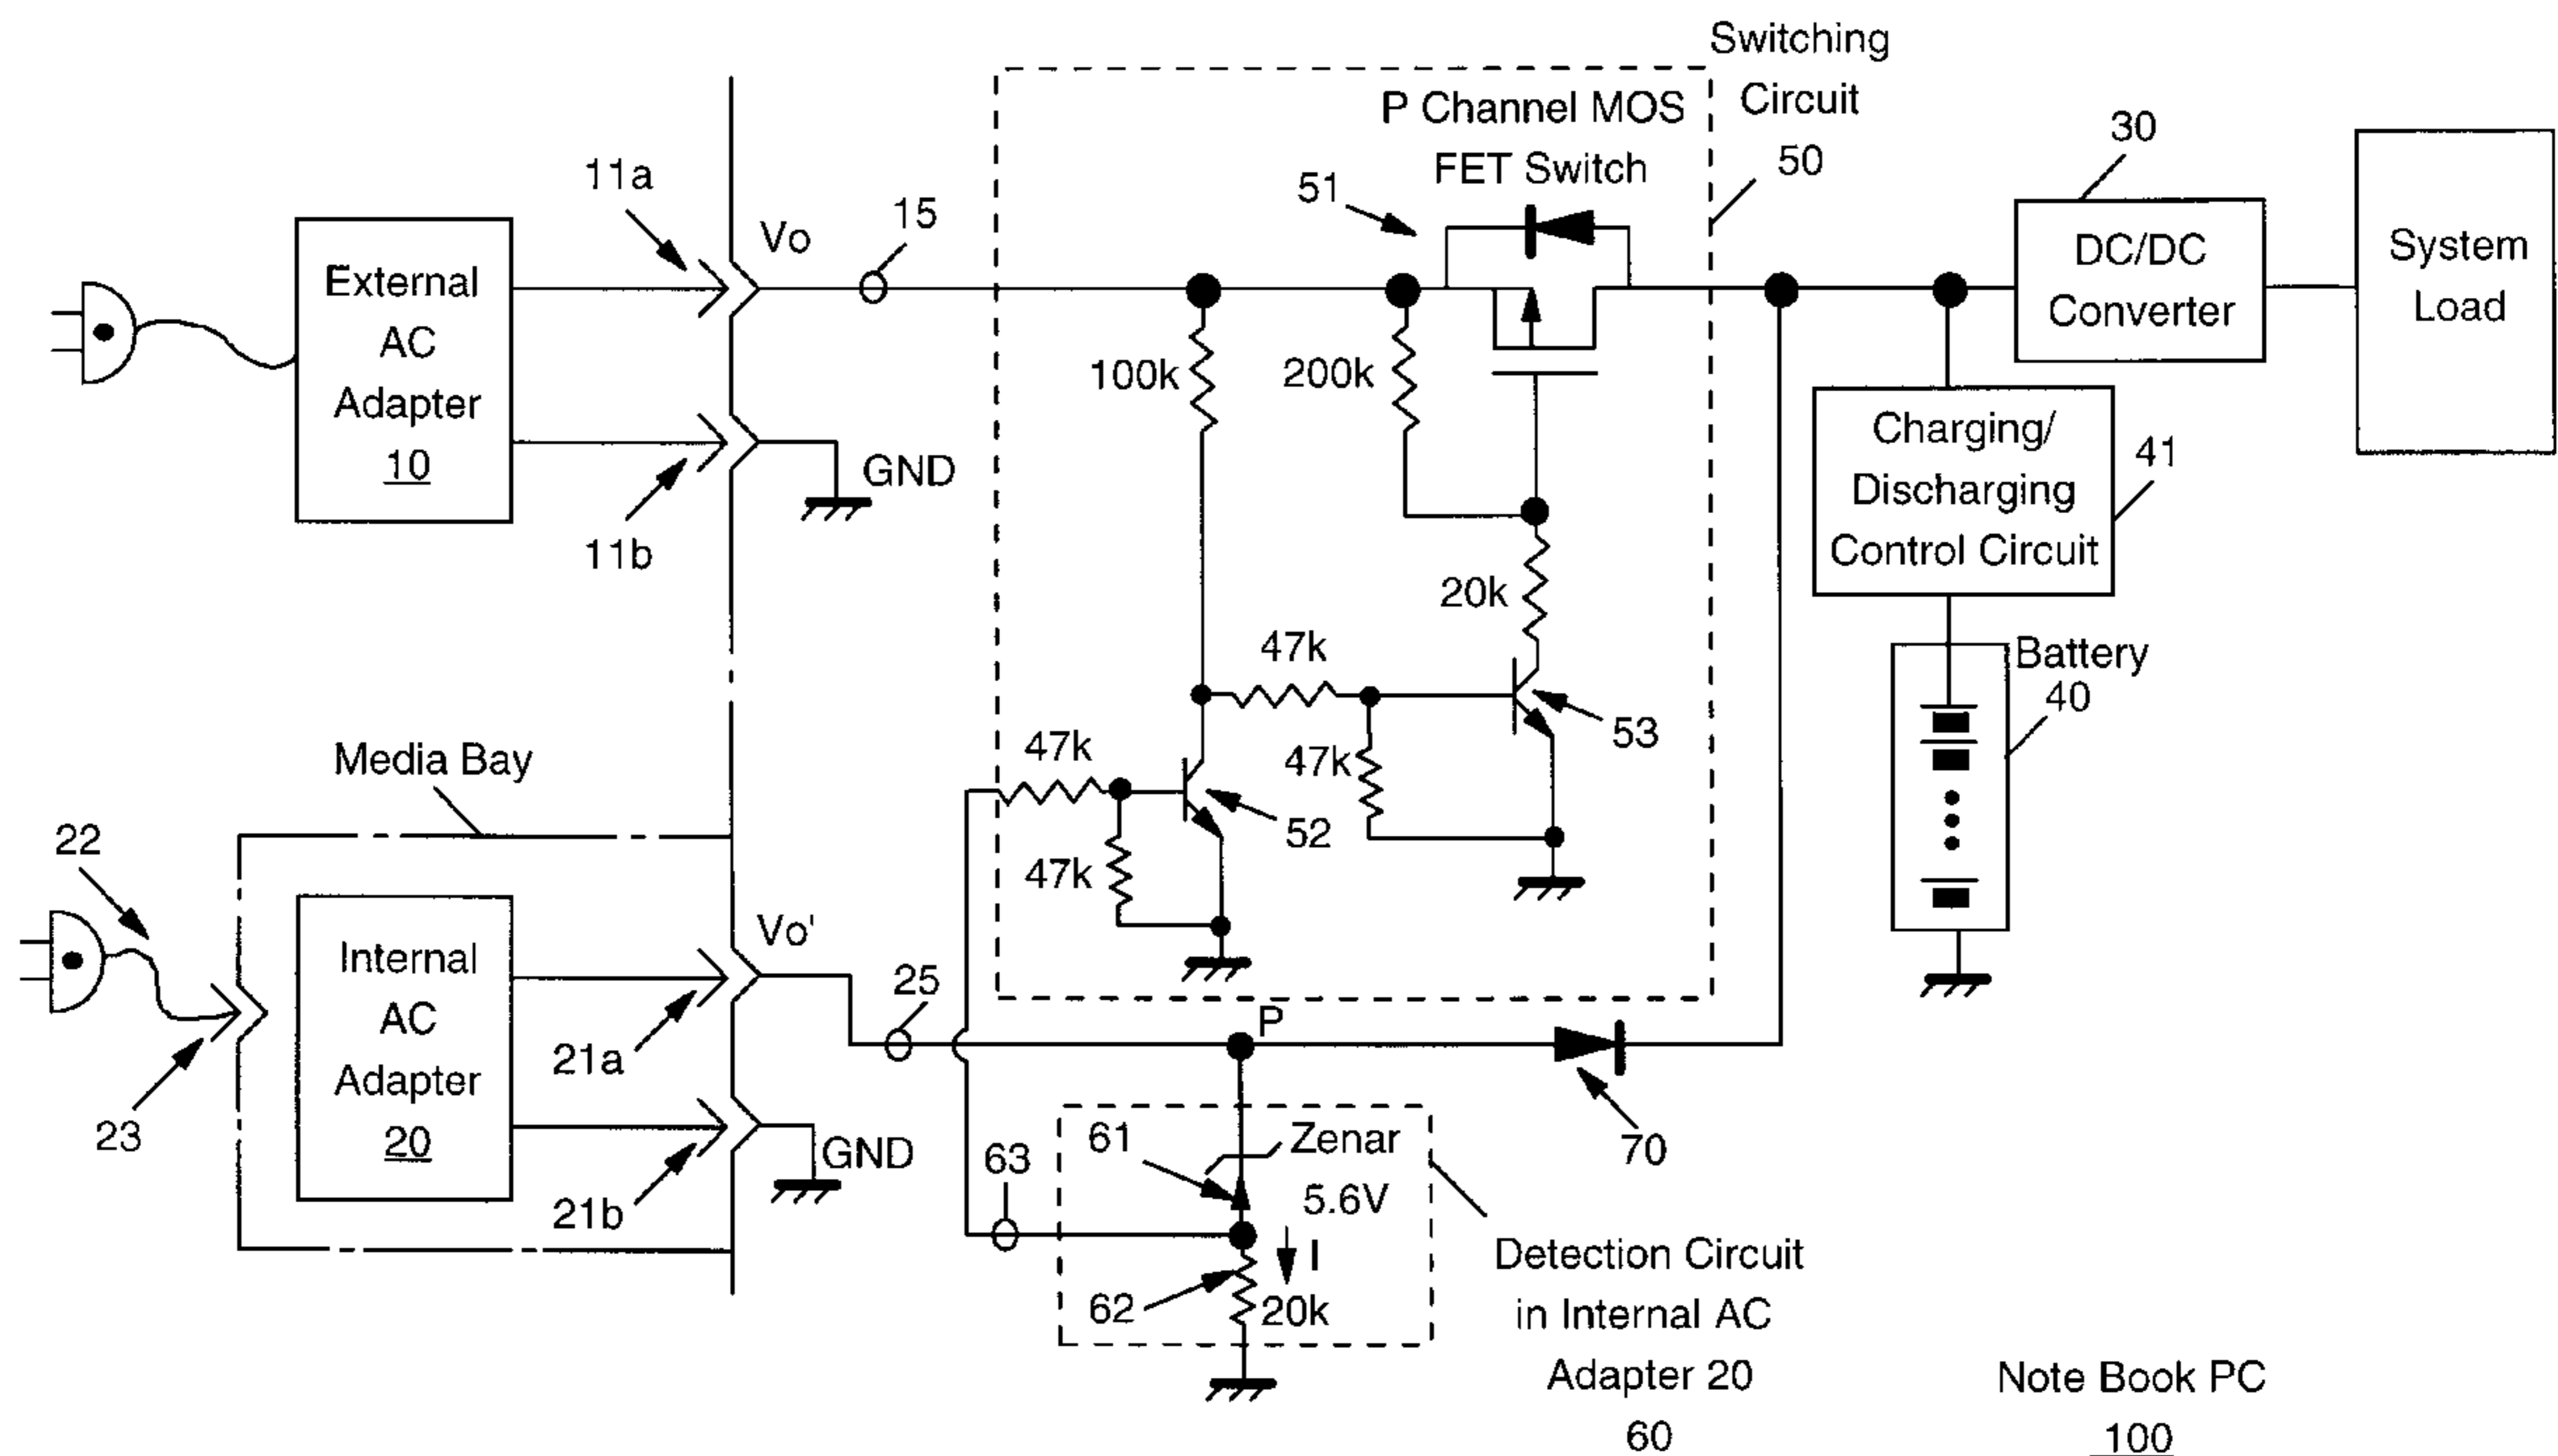 Switching
Circuit
50
P Channel MOS
FET Switch
51
30
DC/DC
Converter
System
Load
11a
Vo
15
External
AC
Adapter
10
11b
GND
100k
200k
20k
47k
47k
53
47k
47k
52
Charging/
Discharging
Control Circuit
41
Battery
40
Media Bay
22
23
Internal
AC
Adapter
20
21a
21b
Vo'
GND
25
P
70
61
Zenar
5.6V
63
I
62
20k
Detection Circuit
in Internal AC
Adapter 20
60
Note Book PC
100